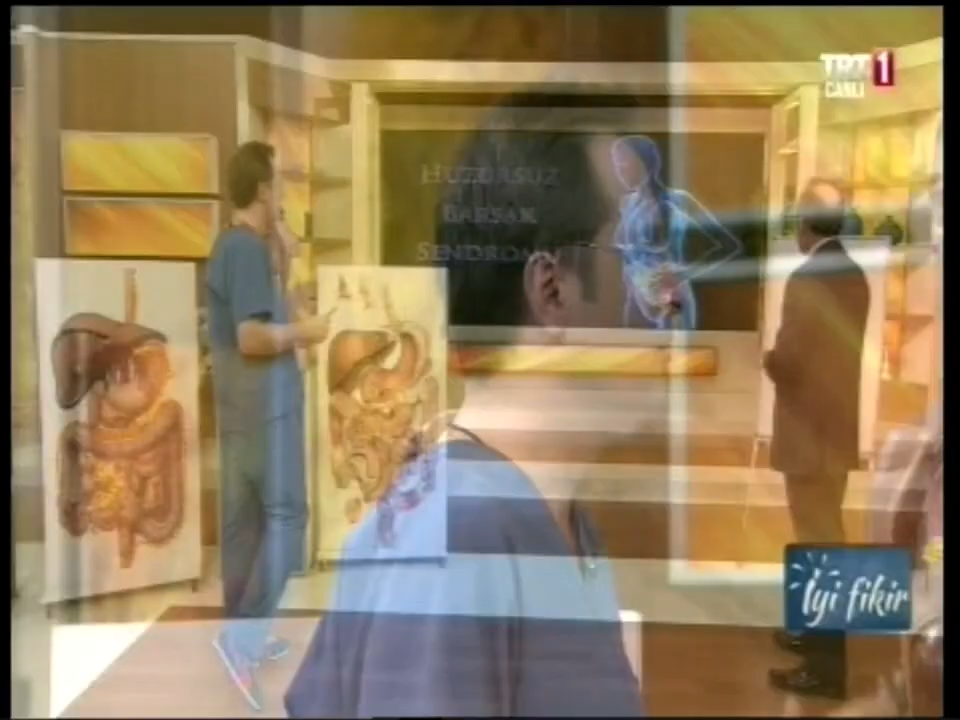 TRT 1
CANLI
HUZURSUZ
BARSAK
SENDROMU
İyi fikir